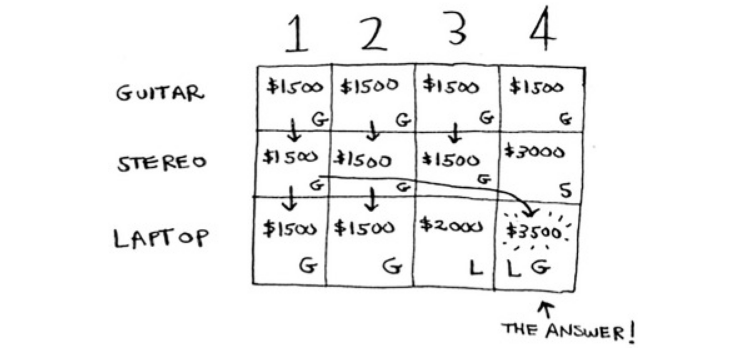 1 2 3 4
GUITAR $1500 G $1500 G $1500 G $1500 G
STEREO $1500 G $1500 G $1500 G $3000 S
LAPTOP $1500 G $1500 G $2000 L $3500 L G
THE ANSWER!